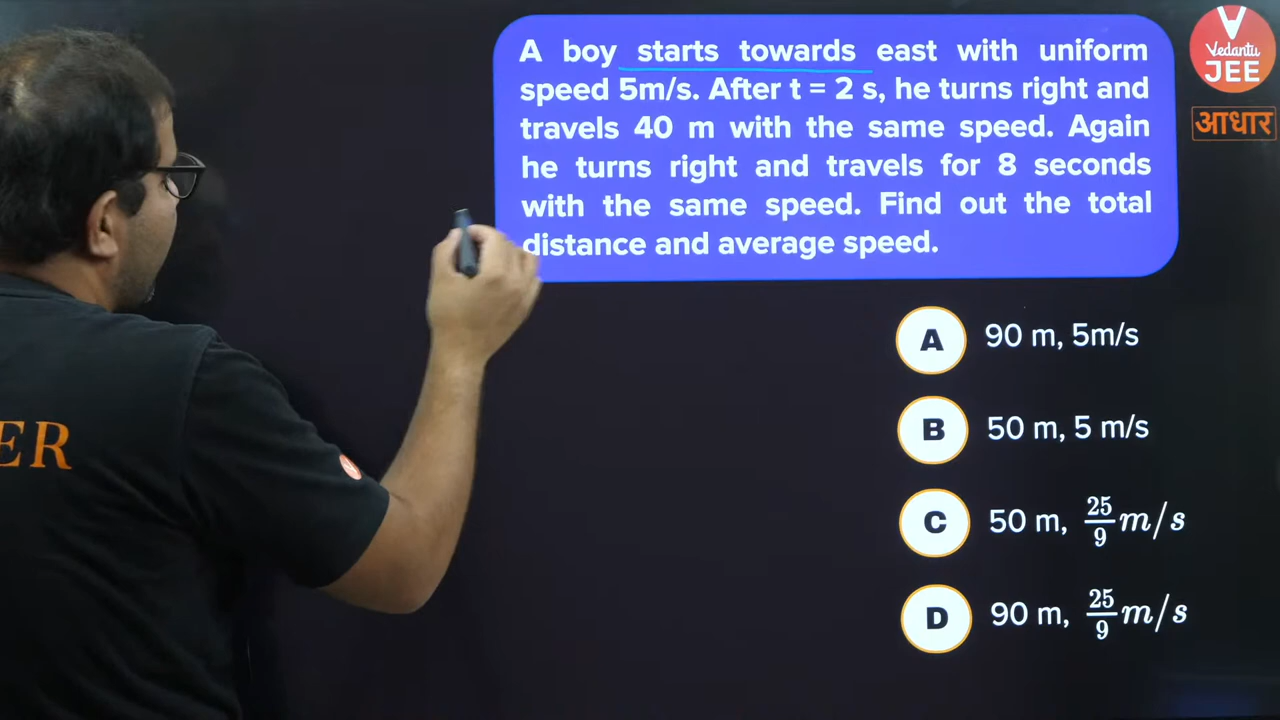 A boy starts towards east with uniform
speed 5m/s. After t = 2 s, he turns right and
travels 40 m with the same speed. Again
he turns right and travels for 8 seconds
with the same speed. Find out the total
distance and average speed.
V
Vedantu
JEE
आधार
A 90 m, 5m/s
B 50 m, 5 m/s
C 50 m, 25/9 m/s
D 90 m, 25/9 m/s
ER